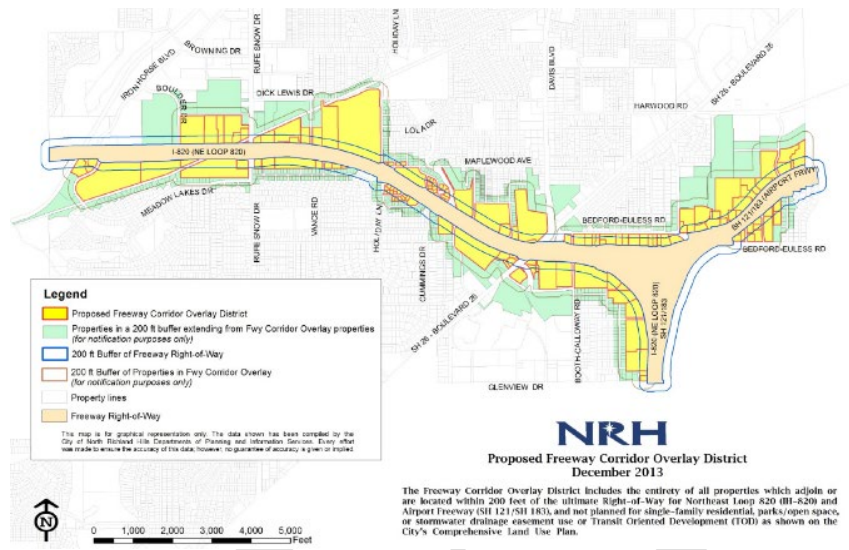 IRON HORSE BLVD
BROWNING DR
RUFE SNOW DR
HOLIDAY LN
DAVIS BLVD
SH 26 - BOULEVARD 26
BOULDER DR
DICK LEWIS DR
HARWOOD RD
LOLA DR
I-820 (NE LOOP 820)
MAPLEWOOD AVE
MEADOW LAKES DR
SH 121/183 (AIRPORT FRWY)
RUFE SNOW DR
VANCE RD
HOLIDAY LN
BEDFORD-EULESS RD
BEDFORD-EULESS RD
CUMMINGS DR
SH 26 - BOULEVARD 26
BOOTH-CALLOWAY RD
I-820 (NE LOOP 820)
SH 121/183
GLENVIEW DR
Legend
Proposed Freeway Corridor Overlay District
Properties in a 200 ft buffer extending from Fwy Corridor Overlay properties
(for notification purposes only)
200 ft Buffer of Freeway Right-of-Way
200 ft Buffer of Properties in Fwy Corridor Overlay
(for notification purposes only)
Property lines
Freeway Right-of-Way
This map is for graphical representation only. The data shown has been compiled by the
City of North Richland Hills Departments of Planning and Information Services. Every effort
was made to ensure the accuracy of this data; however, no guarantee of accuracy is given or implied.
NRH
Proposed Freeway Corridor Overlay District
December 2013
The Freeway Corridor Overlay District includes the entirety of all properties which adjoin or
are located within 200 feet of the ultimate Right-of-Way for Northeast Loop 820 (IH-820) and
Airport Freeway (SH 121/SH 183), and not planned for single-family residential, parks/open space,
or stormwater drainage easement use or Transit Oriented Development (TOD) as shown on the
City's Comprehensive Land Use Plan.
N
0 1,000 2,000 3,000 4,000 5,000
Feet